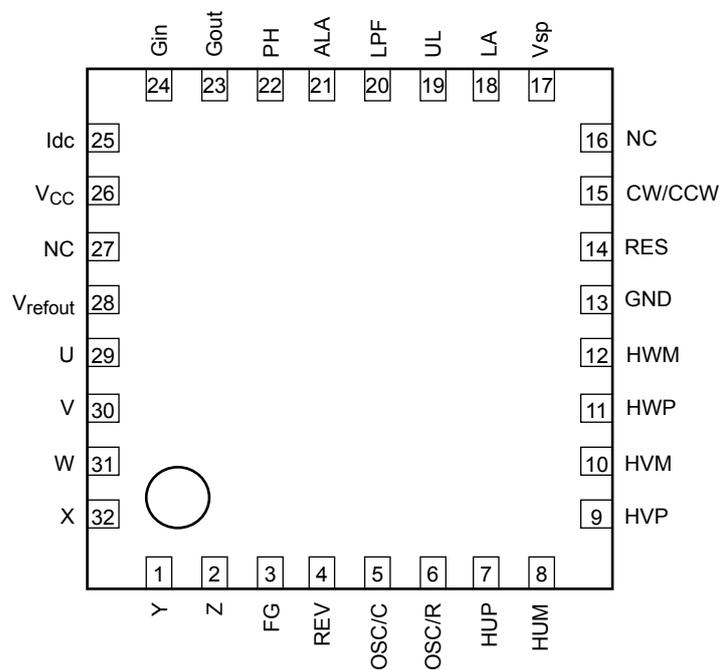 Gin Gout PH ALA LPF UL LA Vsp
24 23 22 21 20 19 18 17
Idc 25 16 NC
VCC 26 15 CW/CCW
NC 27 14 RES
Vrefout 28 13 GND
U 29 12 HWM
V 30 11 HWP
W 31 10 HVM
X 32 9 HVP
1 2 3 4 5 6 7 8
Y Z FG REV OSC/C OSC/R HUP HUM